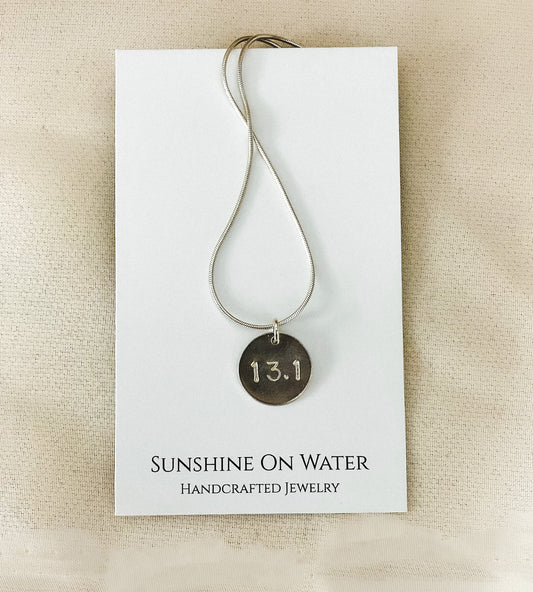 13.1
Sunshine On Water
Handcrafted Jewelry